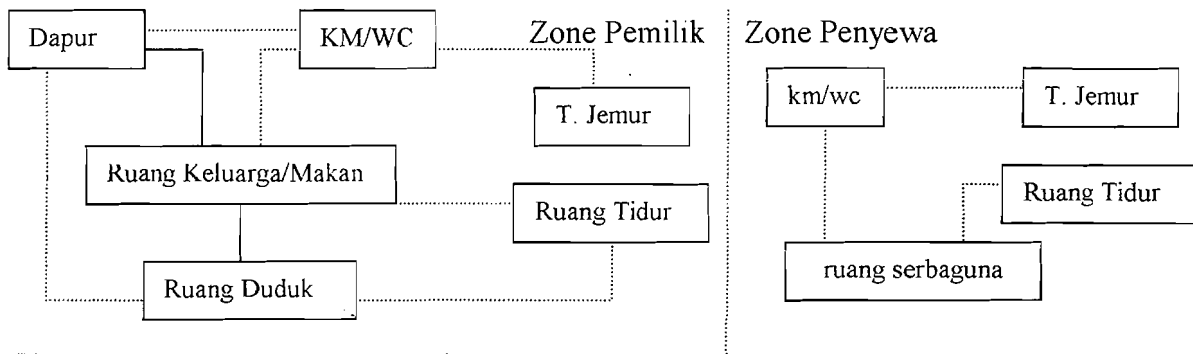 Dapur
KM/WC
Zone Pemilik
T. Jemur
Ruang Keluarga/Makan
Ruang Tidur
Ruang Duduk
Zone Penyewa
km/wc
T. Jemur
Ruang Tidur
ruang serbaguna